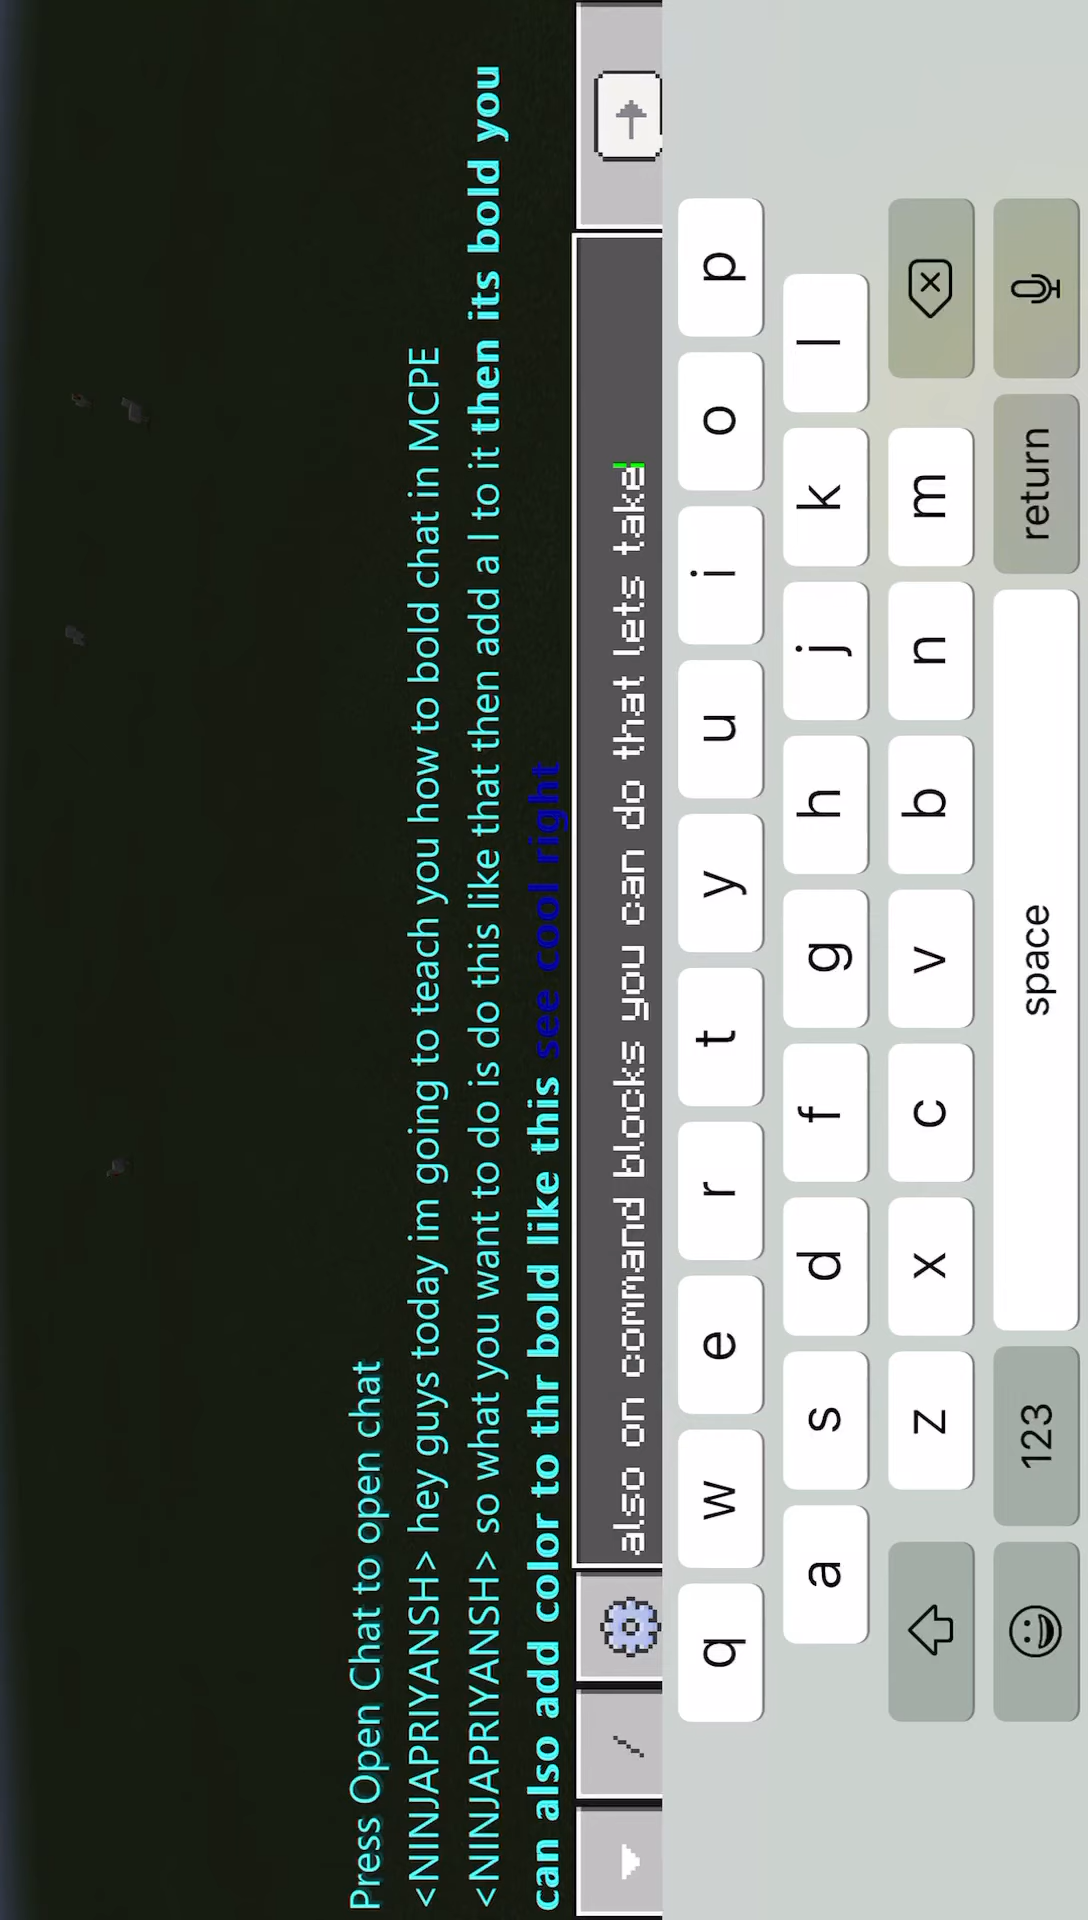 Press Open Chat to open chat
<NINJAPRIYANSH> hey guys today im going to teach you how to bold chat in MCPE
<NINJAPRIYANSH> so what you want to do is do this like that then add a l to it then its bold you
can also add color to thr bold like this see cool right
/
also on command blocks you can do that lets take
q w e r t y u i o p
a s d f g h j k l
z x c v b n m
123 space return